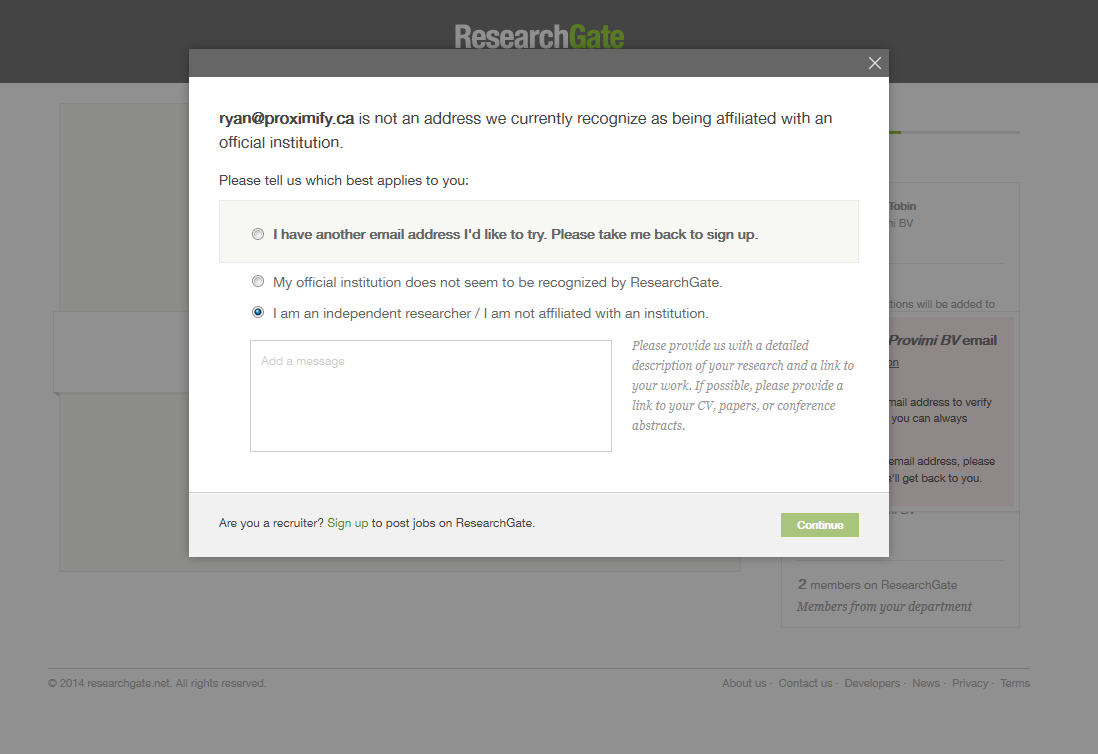 ResearchGate
ryan@proximify.ca is not an address we currently recognize as being affiliated with an
official institution.
Please tell us which best applies to you:
I have another email address I'd like to try. Please take me back to sign up.
My official institution does not seem to be recognized by ResearchGate.
I am an independent researcher / I am not affiliated with an institution.
Add a message
Please provide us with a detailed
description of your research and a link to
your work. If possible, please provide a
link to your CV, papers, or conference
abstracts.
Are you a recruiter? Sign up to post jobs on ResearchGate.
Continue
Tobin
BV
will be added to
Provimi BV email
mail address to verify
you can always
email address, please
'll get back to you.
2 members on ResearchGate
Members from your department
© 2014 researchgate.net. All rights reserved.
About us · Contact us · Developers · News · Privacy · Terms